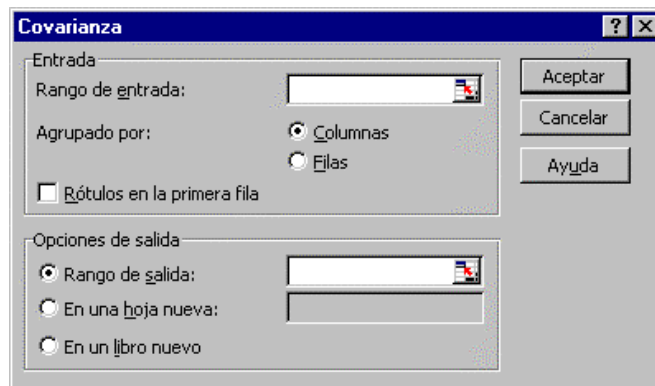 Covarianza
Entrada
Rango de entrada:
Aceptar
Cancelar
Agrupado por:
Columnas
Filas
Ayuda
Rótulos en la primera fila
Opciones de salida
Rango de salida:
En una hoja nueva:
En un libro nuevo